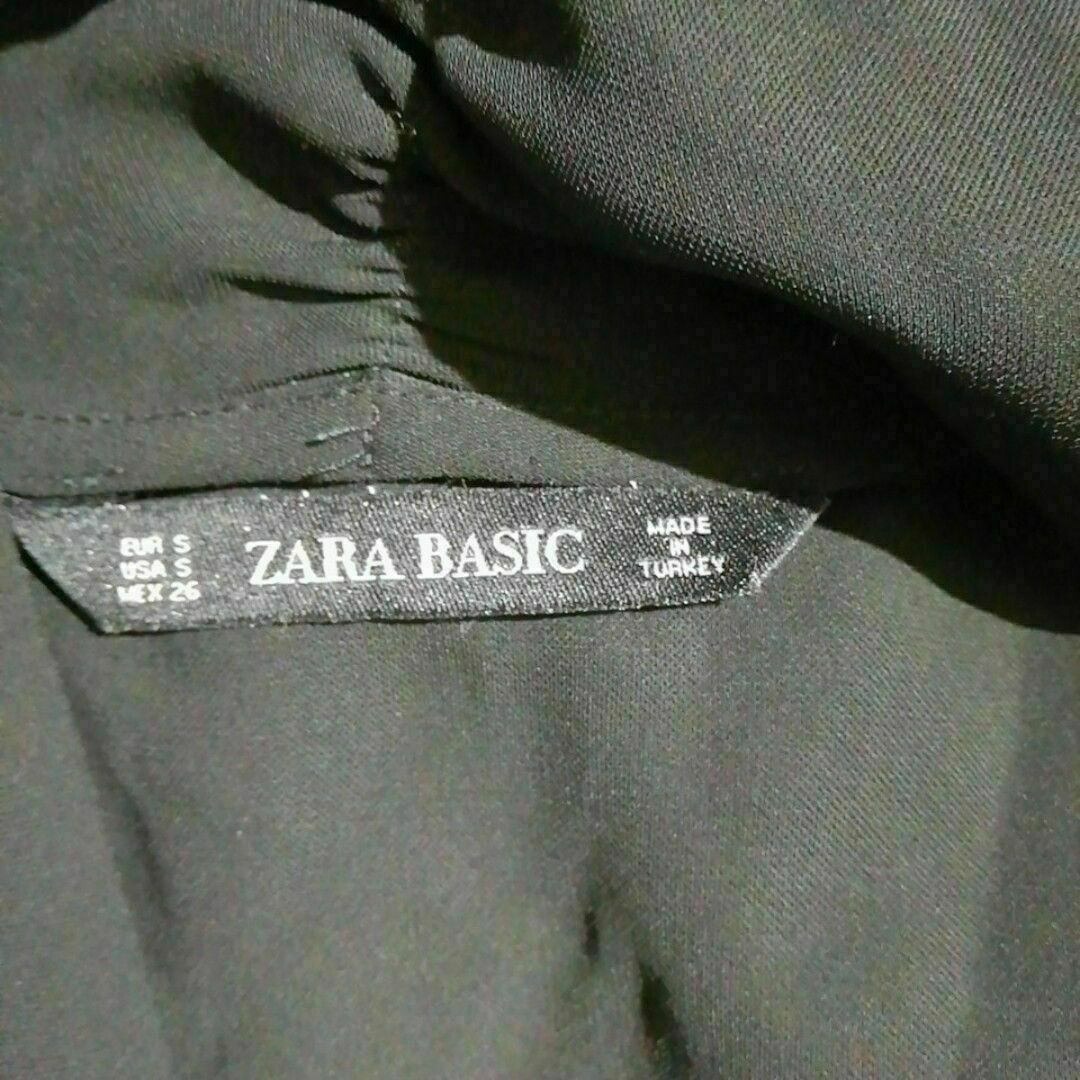 EUR S
USA S
MEX 26
ZARA BASIC
MADE
IN
TURKEY